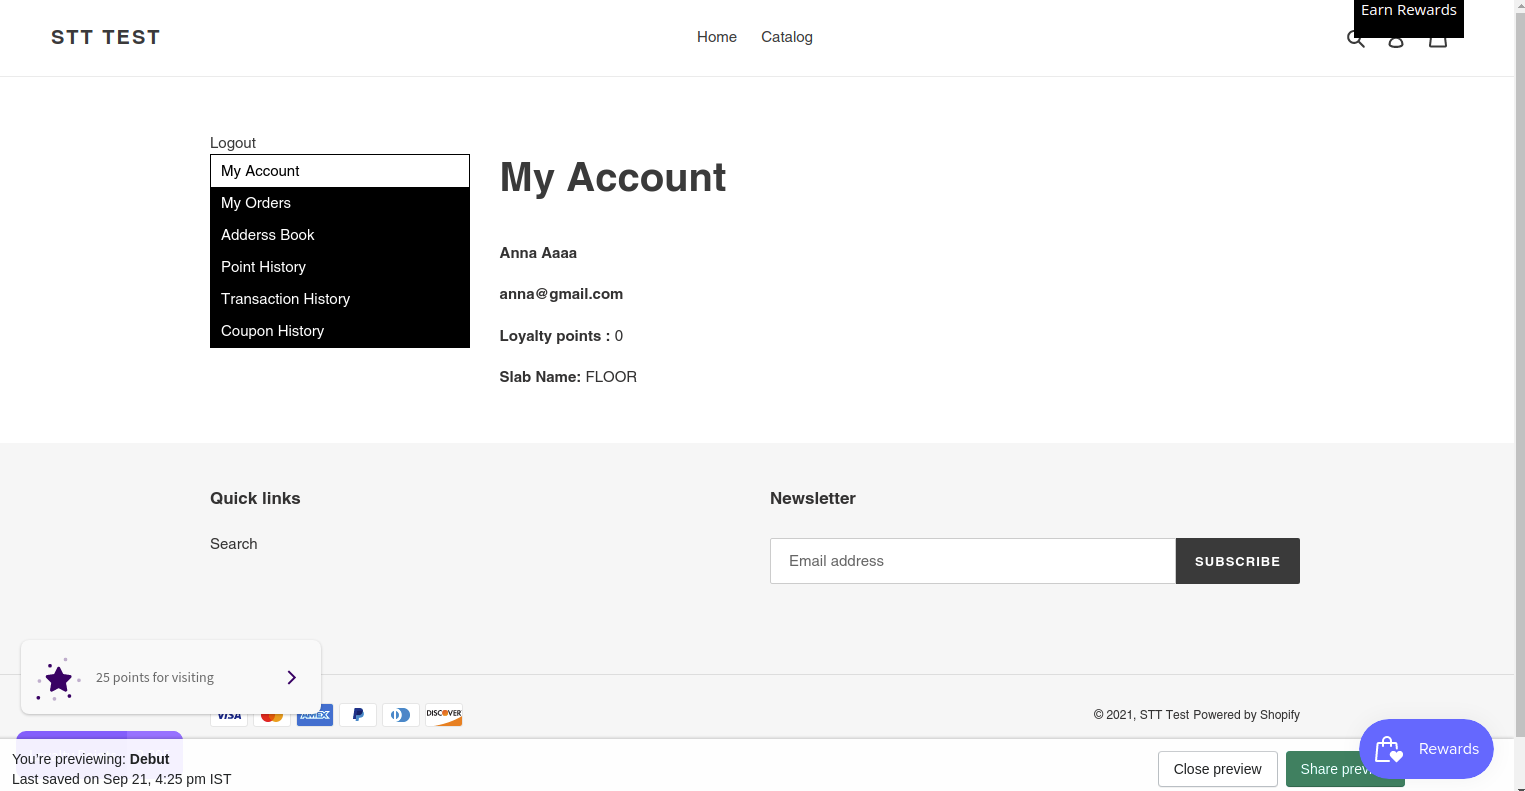 Earn Rewards
STT TEST
Home
Catalog
Logout
My Account
My Orders
Adderss Book
Point History
Transaction History
Coupon History
My Account
Anna Aaaa
anna@gmail.com
Loyalty points : 0
Slab Name: FLOOR
Quick links
Search
Newsletter
Email address
SUBSCRIBE
25 points for visiting
VISA
AMEX
DISCOVER
© 2021, STT Test Powered by Shopify
You're previewing: Debut
Last saved on Sep 21, 4:25 pm IST
Close preview
Share prev
Rewards